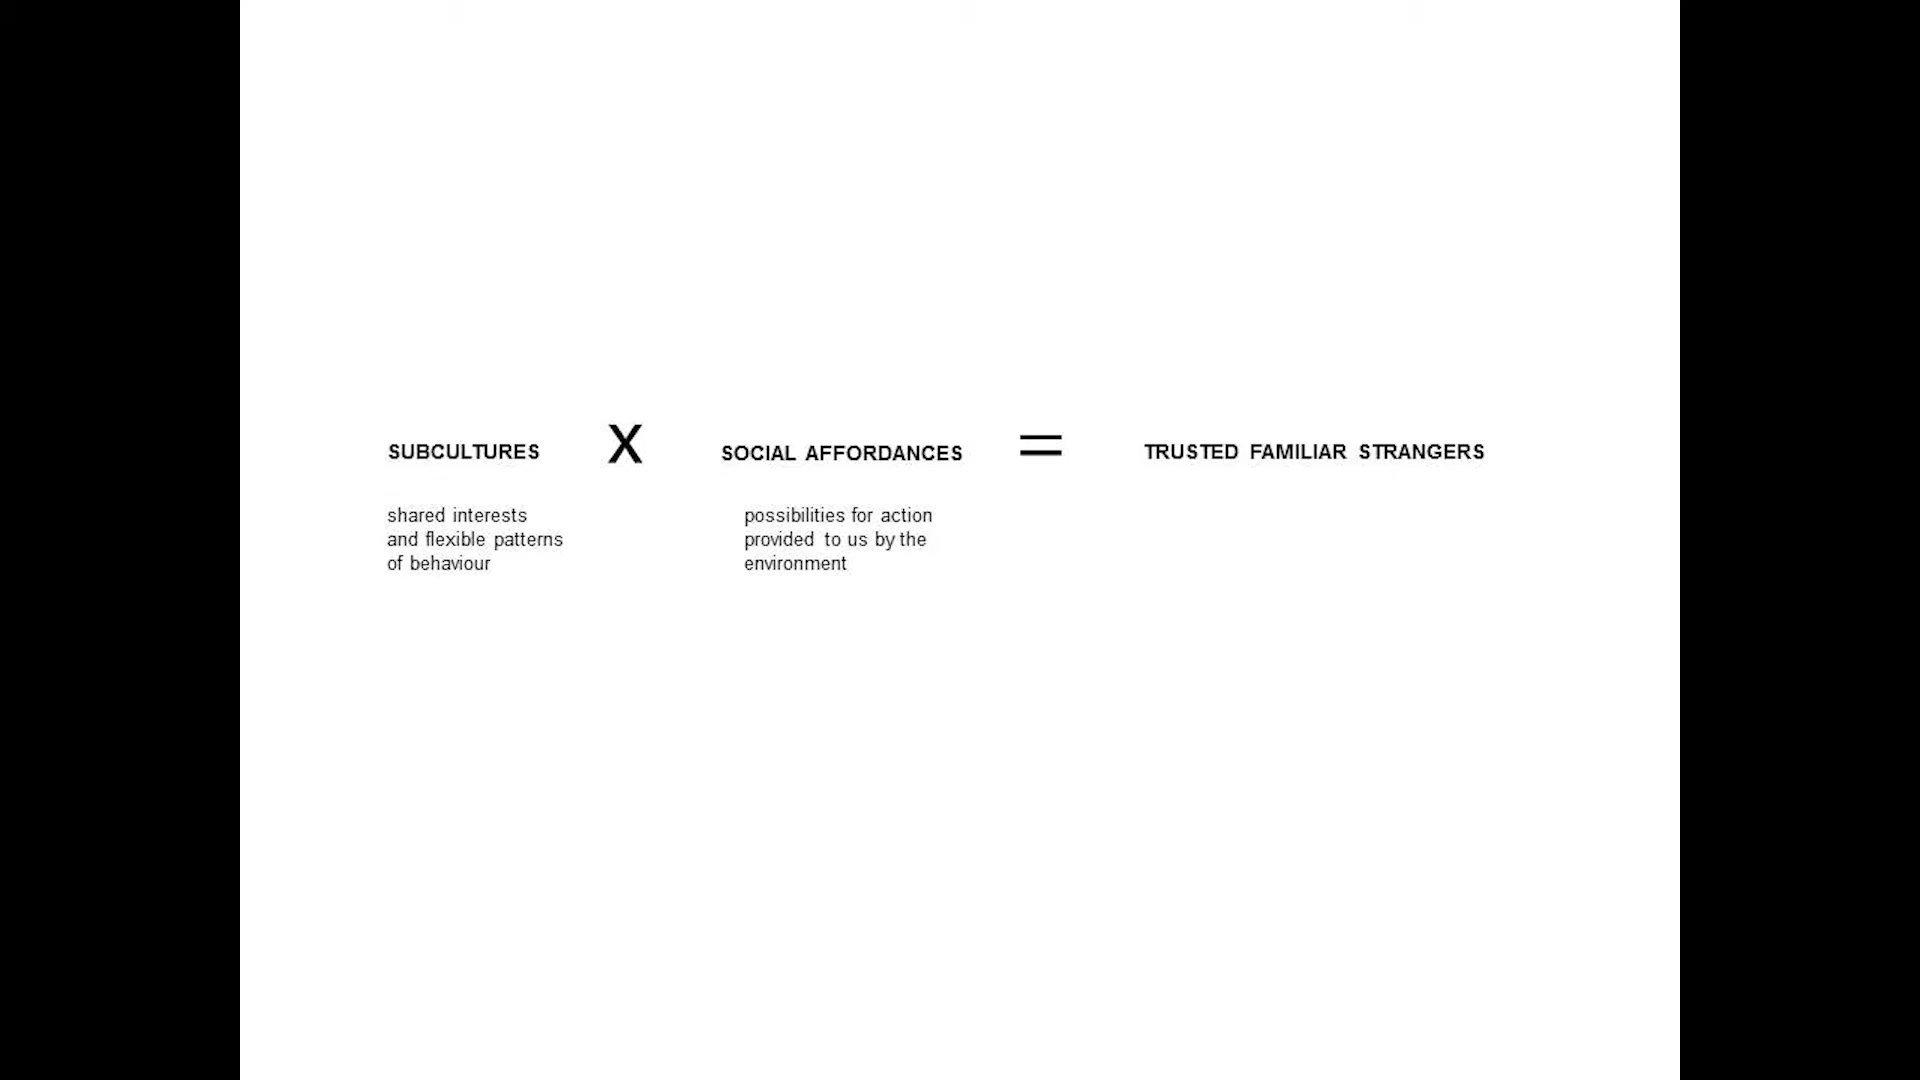 SUBCULTURES X SOCIAL AFFORDANCES = TRUSTED FAMILIAR STRANGERS
shared interests
and flexible patterns
of behaviour
possibilities for action
provided to us by the
environment